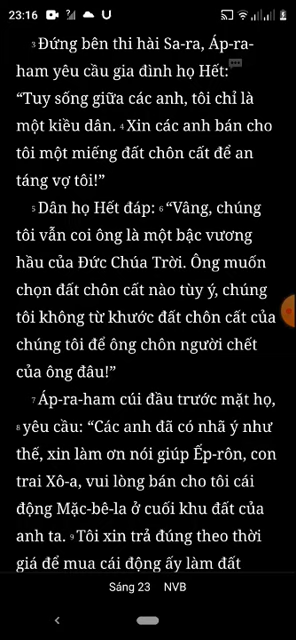 23:16
3 Đứng bên thi hài Sa-ra, Áp-ra-
ham yêu cầu gia đình họ Hết:
“Tuy sống giữa các anh, tôi chỉ là
một kiều dân. 4 Xin các anh bán cho
tôi một miếng đất chôn cất để an
táng vợ tôi!”
5 Dân họ Hết đáp: 6 “Vâng, chúng
tôi vẫn coi ông là một bậc vương
hầu của Đức Chúa Trời. Ông muốn
chọn đất chôn cất nào tùy ý, chúng
tôi không từ khước đất chôn cất của
chúng tôi để ông chôn người chết
của ông đâu!”
7 Áp-ra-ham cúi đầu trước mặt họ,
8 yêu cầu: “Các anh đã có nhã ý như
thế, xin làm ơn nói giúp Ếp-rôn, con
trai Xô-a, vui lòng bán cho tôi cái
động Mặc-bê-la ở cuối khu đất của
anh ta. 9 Tôi xin trả đúng theo thời
giá để mua cái động ấy làm đất
Sáng 23 NVB